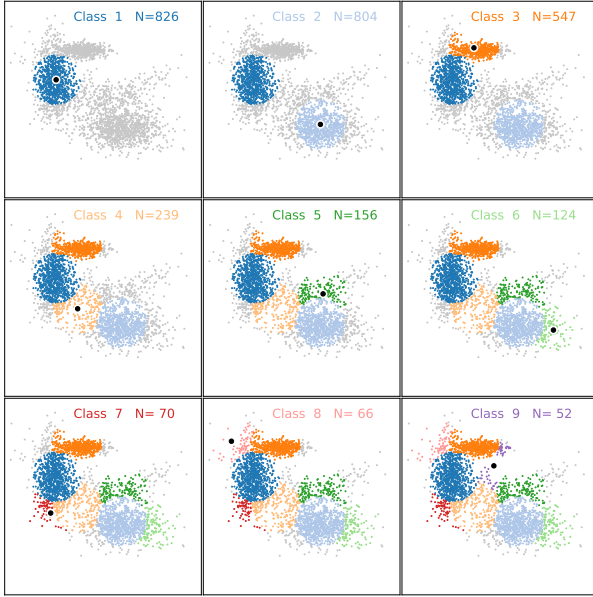 Class 1 N=826
Class 2 N=804
Class 3 N=547
Class 4 N=239
Class 5 N=156
Class 6 N=124
Class 7 N= 70
Class 8 N= 66
Class 9 N= 52